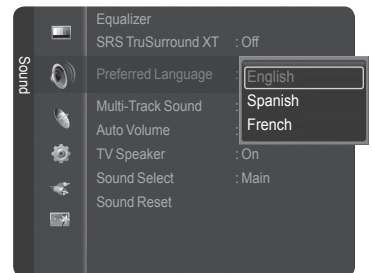 Sound
Equalizer
SRS TruSurround XT : Off
Preferred Language :
English
Spanish
French
Multi-Track Sound :
Auto Volume :
TV Speaker : On
Sound Select : Main
Sound Reset